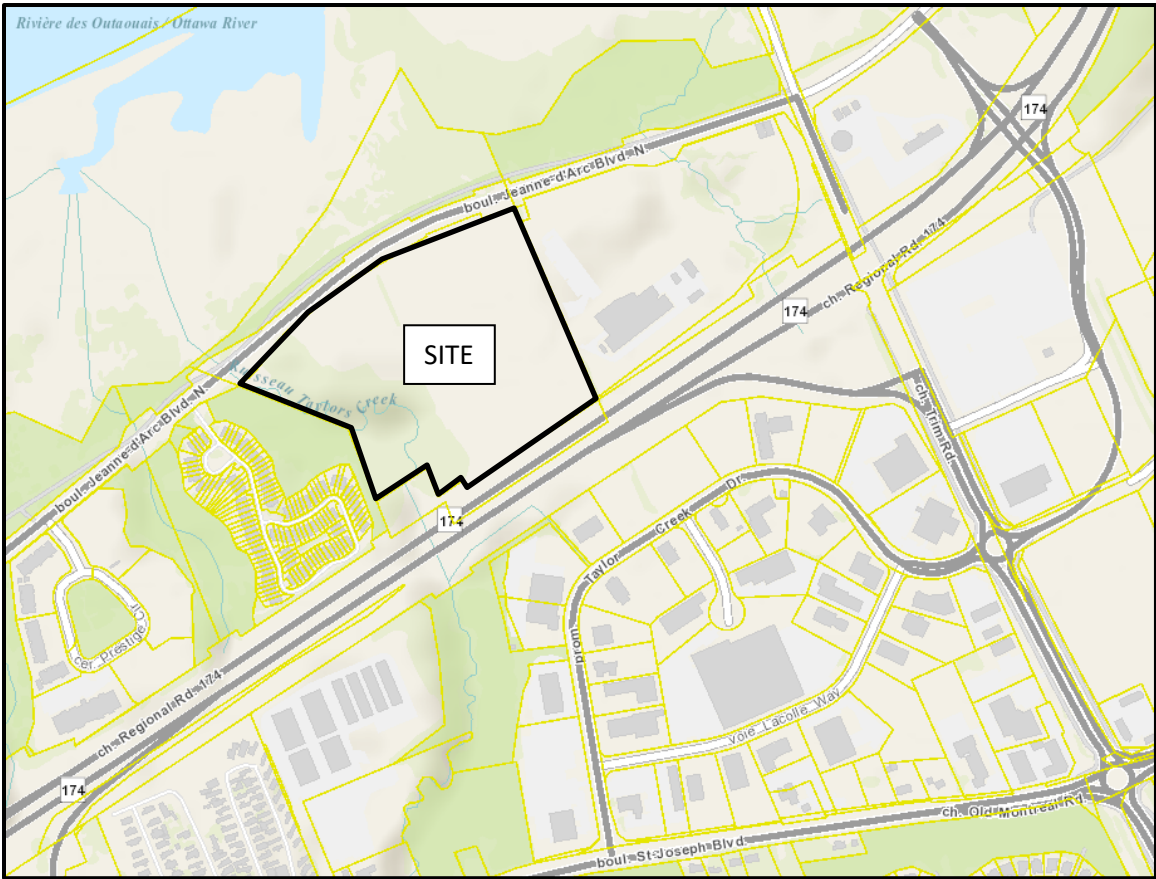 Rivière des Outaouais / Ottawa River
174
boul. Jeanne-d'Arc Blvd. N.
ch. Regional Rd. 174
174
SITE
Ruisseau Taylors Creek
ch. Trim Rd.
boul. Jeanne-d'Arc Blvd. N.
174
prom. Taylor Creek Dr.
cer. Prestige Cir.
ch. Regional Rd. 174
voie Lacolle Way
174
ch. Old Montreal Rd.
boul. St-Joseph Blvd.